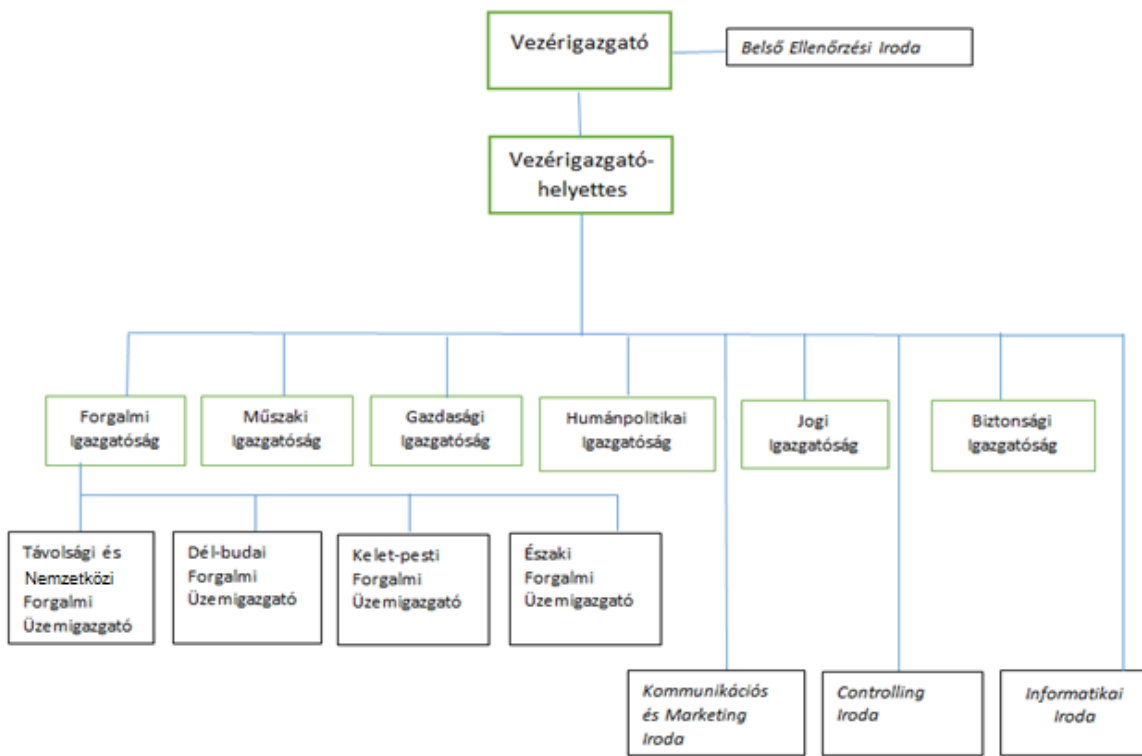 Vezérigazgató
Belső Ellenőrzési Iroda
Vezérigazgató-
helyettes
Forgalmi
Igazgatóság
Műszaki
Igazgatóság
Gazdasági
Igazgatóság
Humánpolitikai
Igazgatóság
Jogi
Igazgatóság
Biztonsági
Igazgatóság
Távolsági és
Nemzetközi
Forgalmi
Üzemigazgató
Dél-budai
Forgalmi
Üzemigazgató
Kelet-pesti
Forgalmi
Üzemigazgató
Északi
Forgalmi
Üzemigazgató
Kommunikációs
és Marketing
Iroda
Controlling
Iroda
Informatikai
Iroda